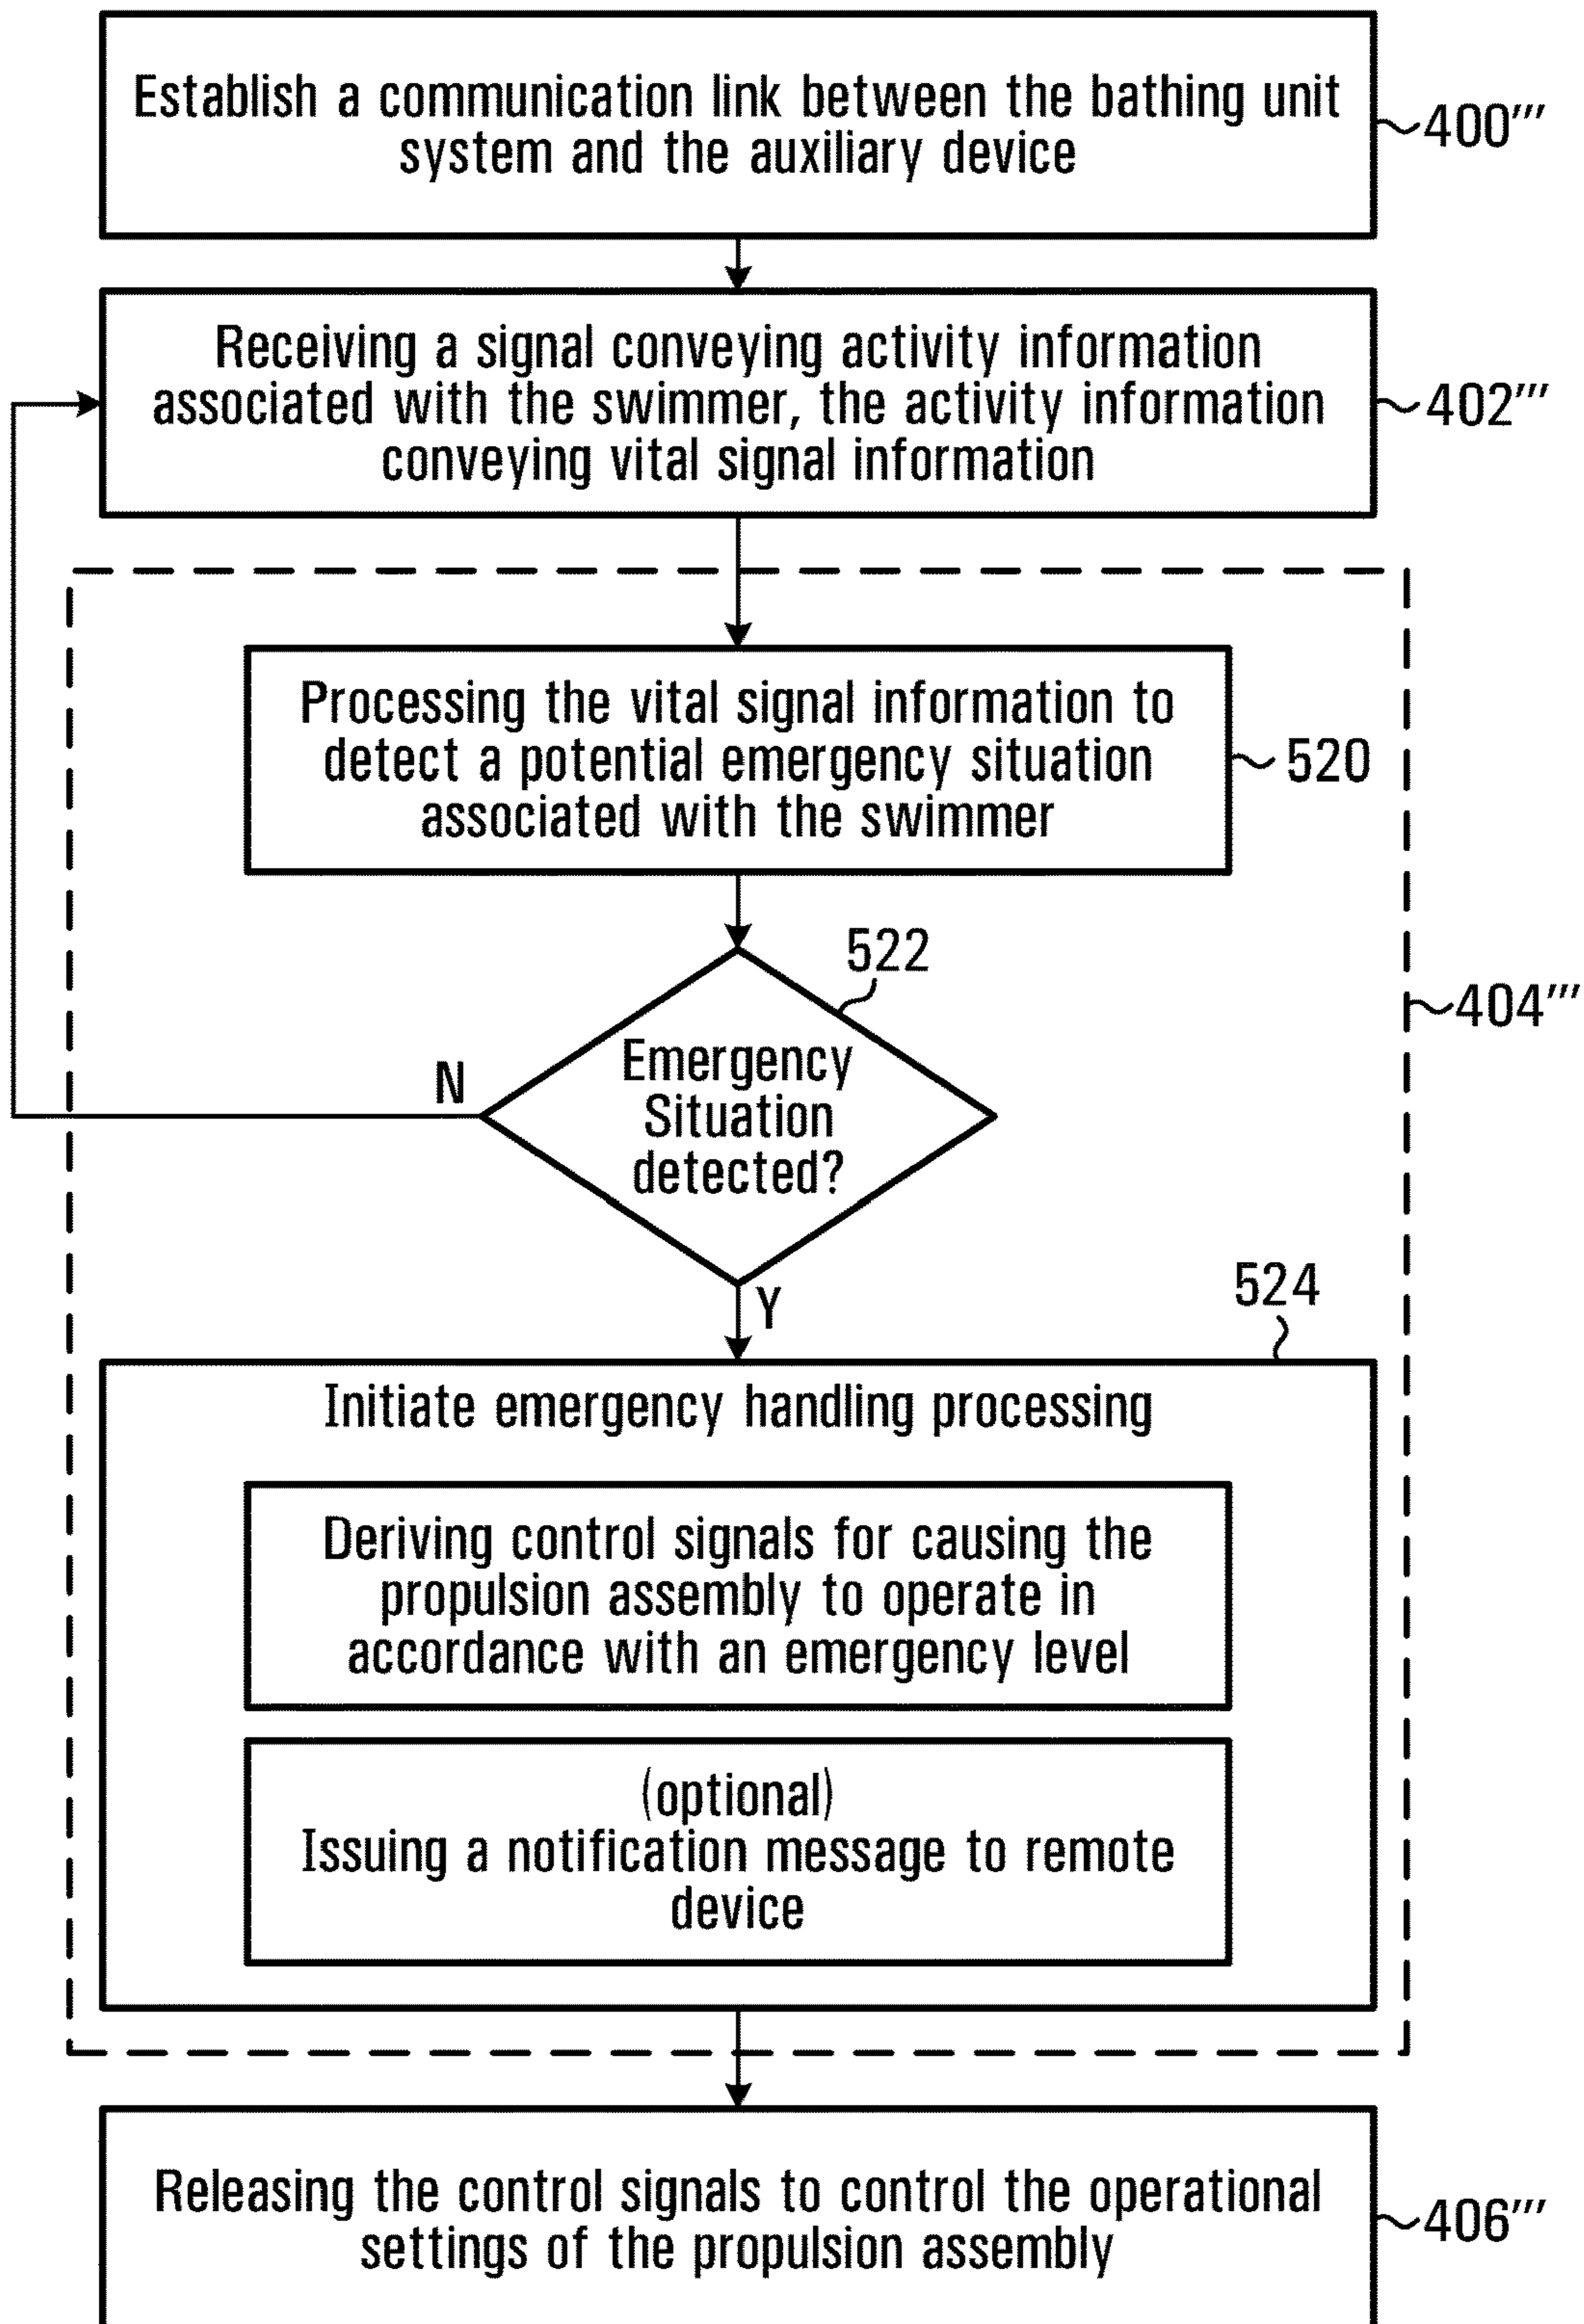 Establish a communication link between the bathing unit
system and the auxiliary device
400'''
Receiving a signal conveying activity information
associated with the swimmer, the activity information
conveying vital signal information
402'''
Processing the vital signal information to
detect a potential emergency situation
associated with the swimmer
520
522
Emergency
Situation
detected?
N
404'''
Y
524
Initiate emergency handling processing
Deriving control signals for causing the
propulsion assembly to operate in
accordance with an emergency level
(optional)
Issuing a notification message to remote
device
Releasing the control signals to control the operational
settings of the propulsion assembly
406'''